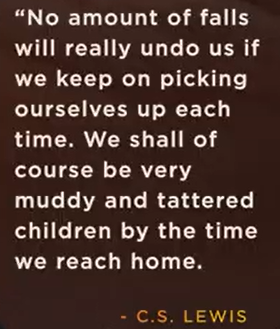 “No amount of falls
will really undo us if
we keep on picking
ourselves up each
time. We shall of
course be very
muddy and tattered
children by the time
we reach home.
- C.S. LEWIS